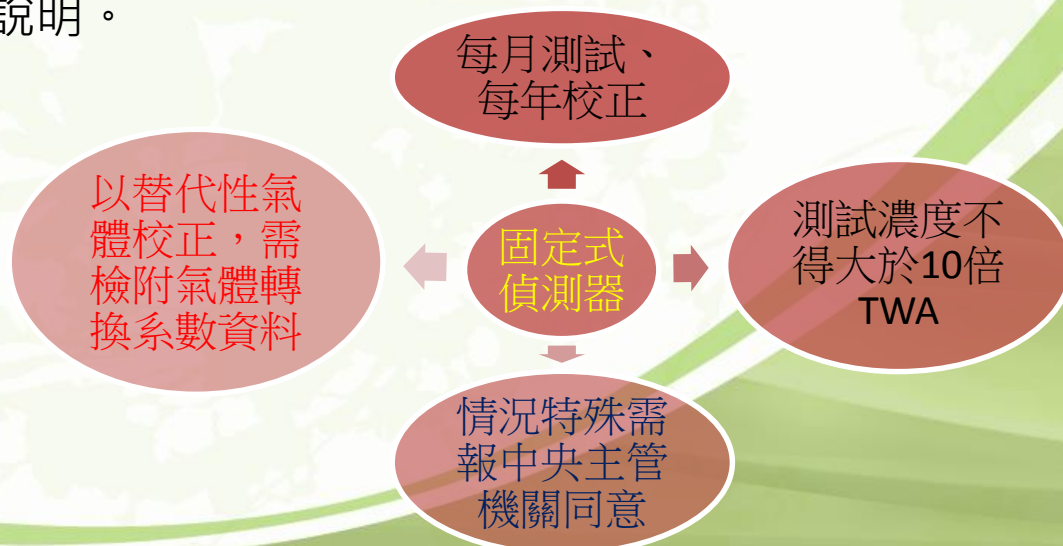 說明。
每月測試、
每年校正
以替代性氣
體校正，需
檢附氣體轉
換系數資料
固定式
偵測器
測試濃度不
得大於10倍
TWA
情況特殊需
報中央主管
機關同意